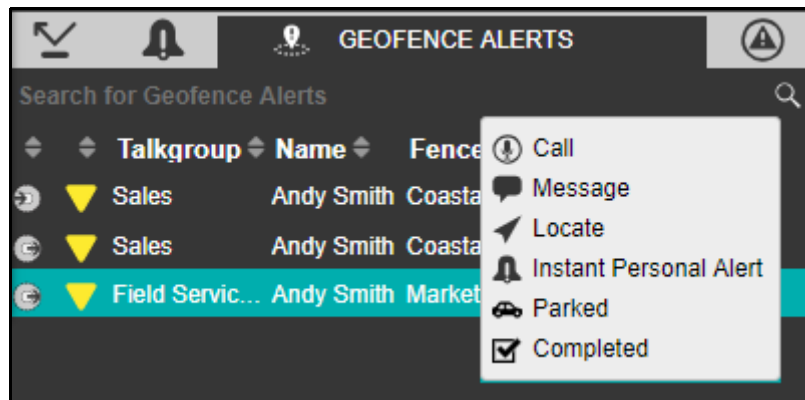 GEOFENCE ALERTS
Search for Geofence Alerts
Talkgroup Name Fence
Sales Andy Smith Coasta
Sales Andy Smith Coasta
Field Servic... Andy Smith Market
Call
Message
Locate
Instant Personal Alert
Parked
Completed